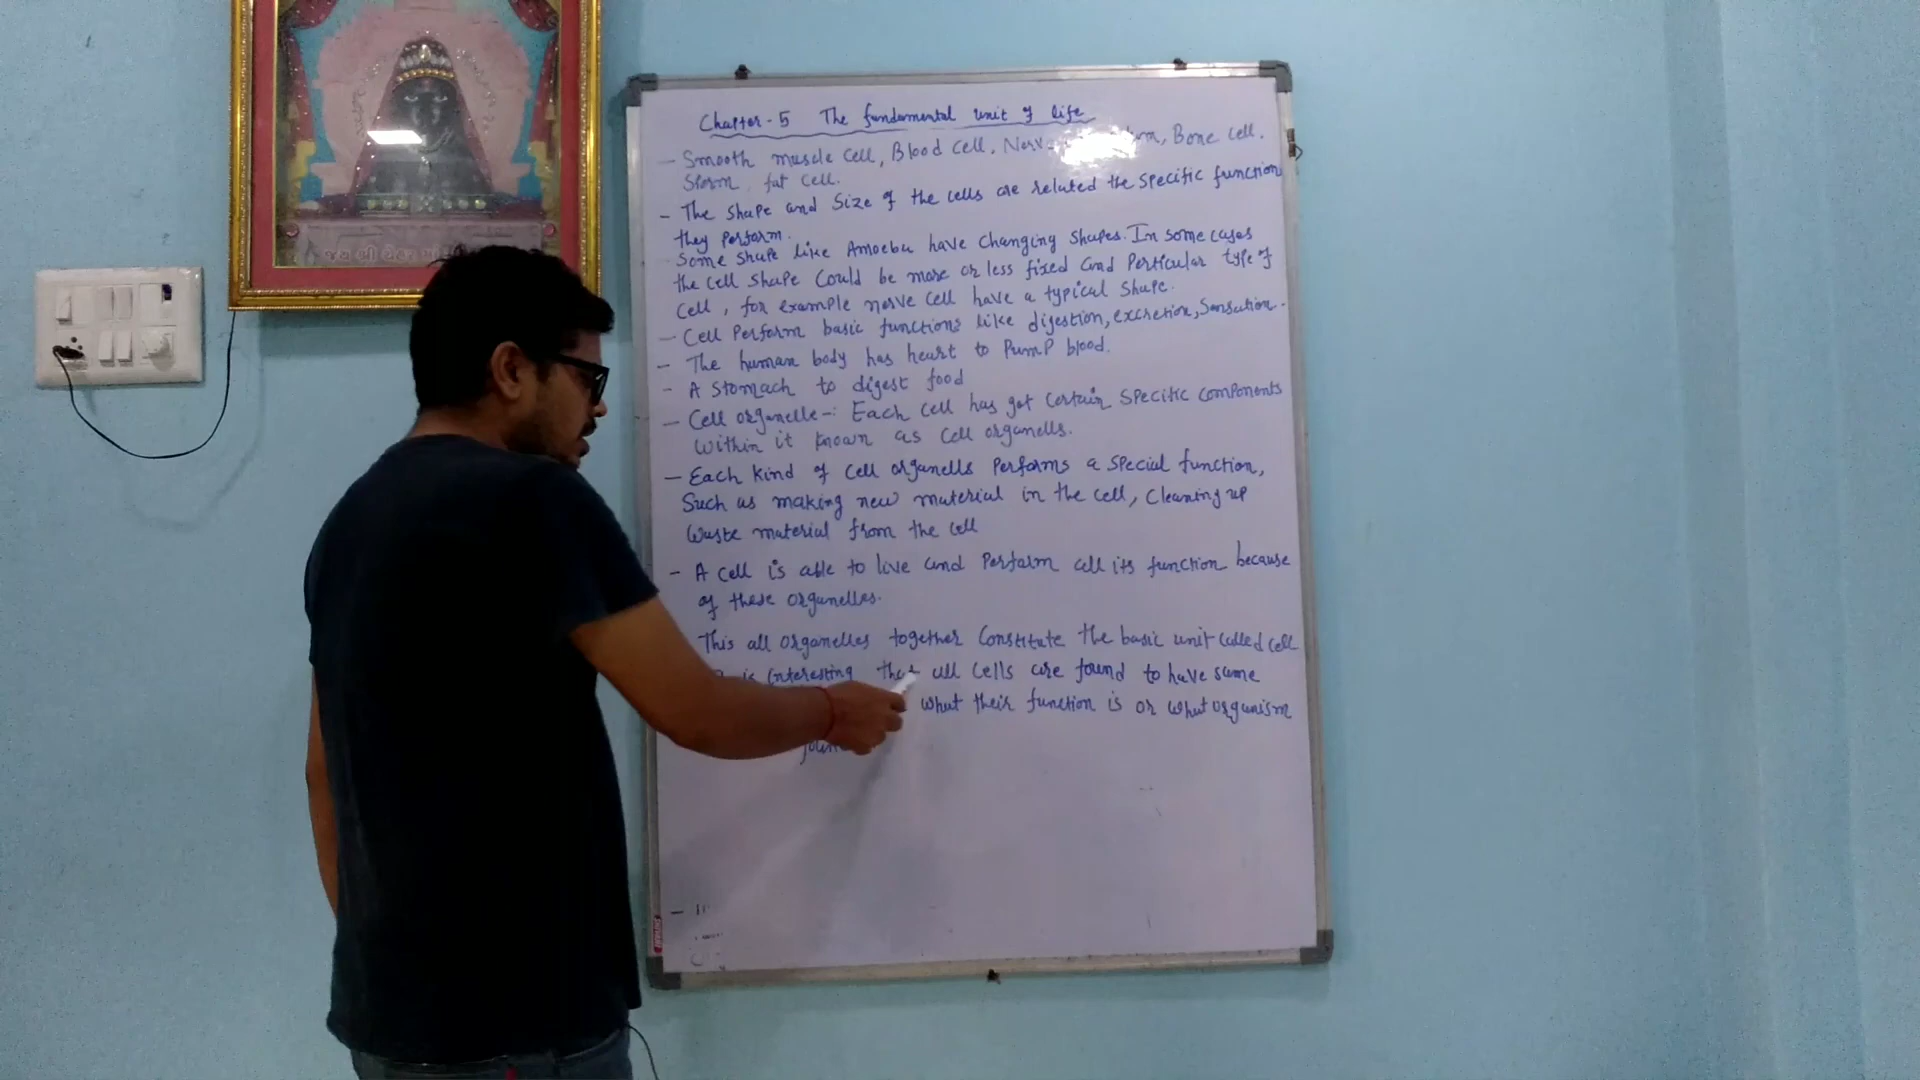 જય શ્રી
Chapter-5 The fundamental unit of life
- Smooth muscle cell, Blood cell, Nerv Bone cell.
Sperm, fat cell.
- The shape and size of the cells are related the specific function
they perform.
Some shape like Amoeba have changing shapes. In some cases
the cell shape could be more or less fixed and perticular type of
cell, for example nerve cell have a typical shape.
- Cell perform basic functions like digestion, excretion, sensation.
- The human body has heart to pump blood.
- A stomach to digest food
- Cell organelle-: Each cell has got certain specific components
within it known as cell organells.
- Each kind of cell organells performs a special function,
such as making new material in the cell, cleaning up
waste material from the cell
- A cell is able to live and perform all its function because
of these organelles.
This all organelles together constitute the basic unit called cell
is interesting that all cells are found to have same
what their function is or what organism